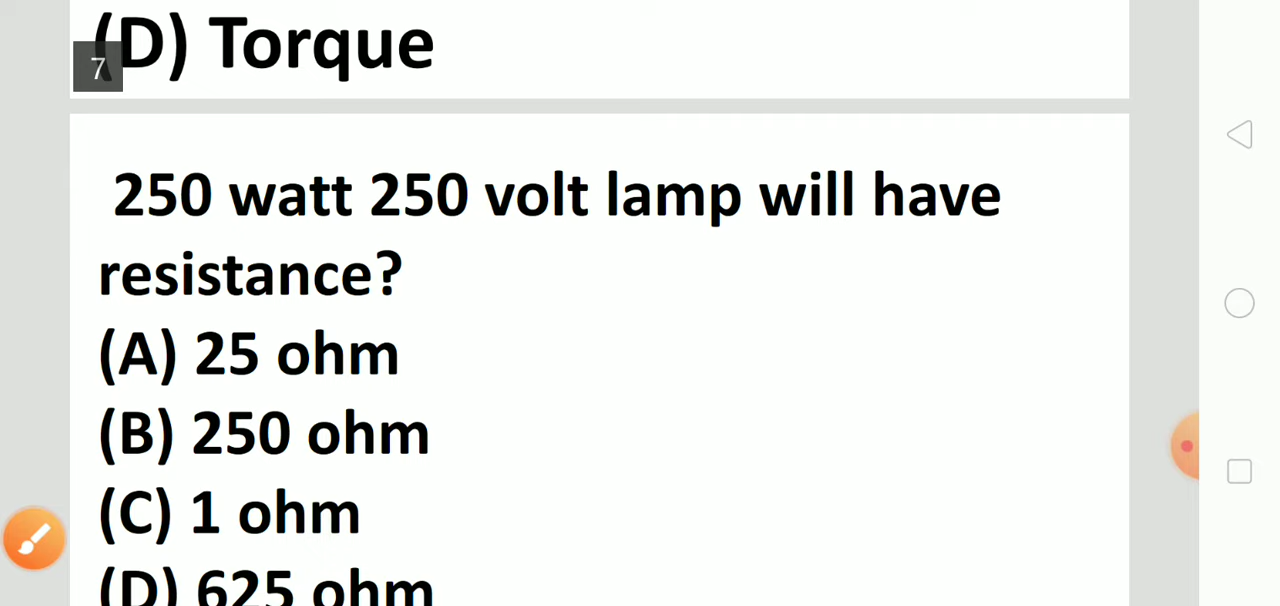 (D) Torque
7
250 watt 250 volt lamp will have
resistance?
(A) 25 ohm
(B) 250 ohm
(C) 1 ohm
(D) 625 ohm